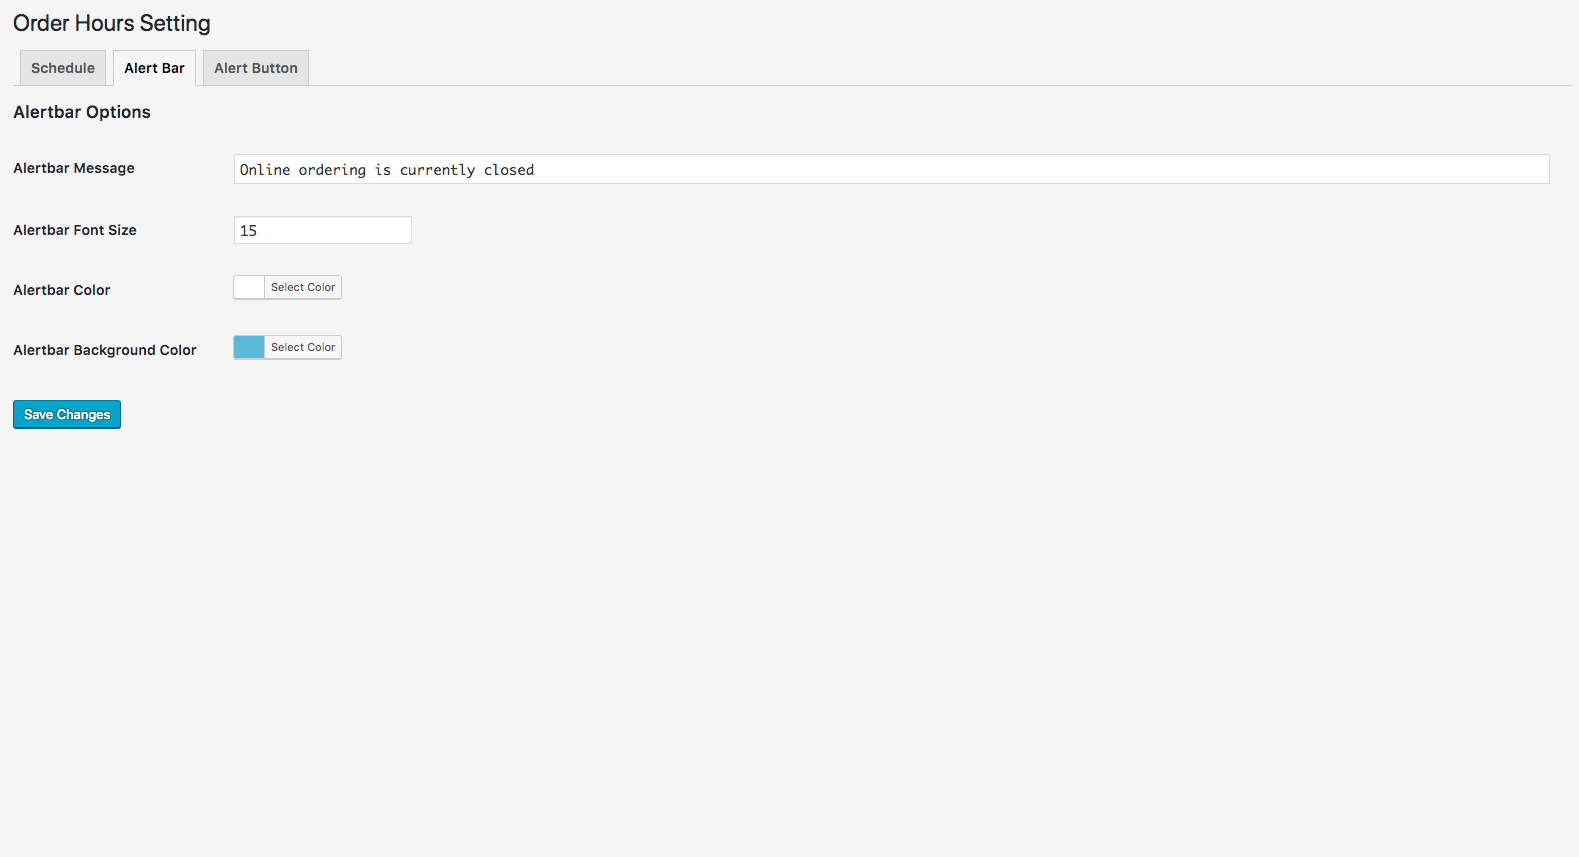 Order Hours Setting
Schedule Alert Bar Alert Button
Alertbar Options
Alertbar Message Online ordering is currently closed
Alertbar Font Size 15
Alertbar Color Select Color
Alertbar Background Color Select Color
Save Changes